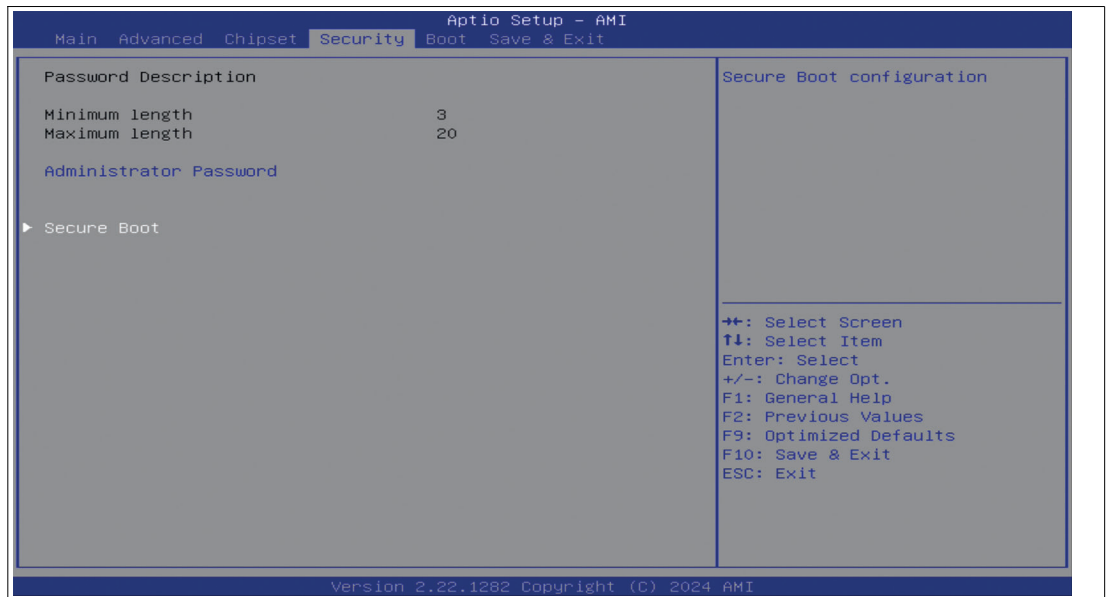 Aptio Setup – AMI
Main Advanced Chipset Security Boot Save & Exit
Password Description
Minimum length 3
Maximum length 20
Administrator Password
► Secure Boot
Secure Boot configuration
→←: Select Screen
↑↓: Select Item
Enter: Select
+/-: Change Opt.
F1: General Help
F2: Previous Values
F9: Optimized Defaults
F10: Save & Exit
ESC: Exit
Version 2.22.1282 Copyright (C) 2024 AMI